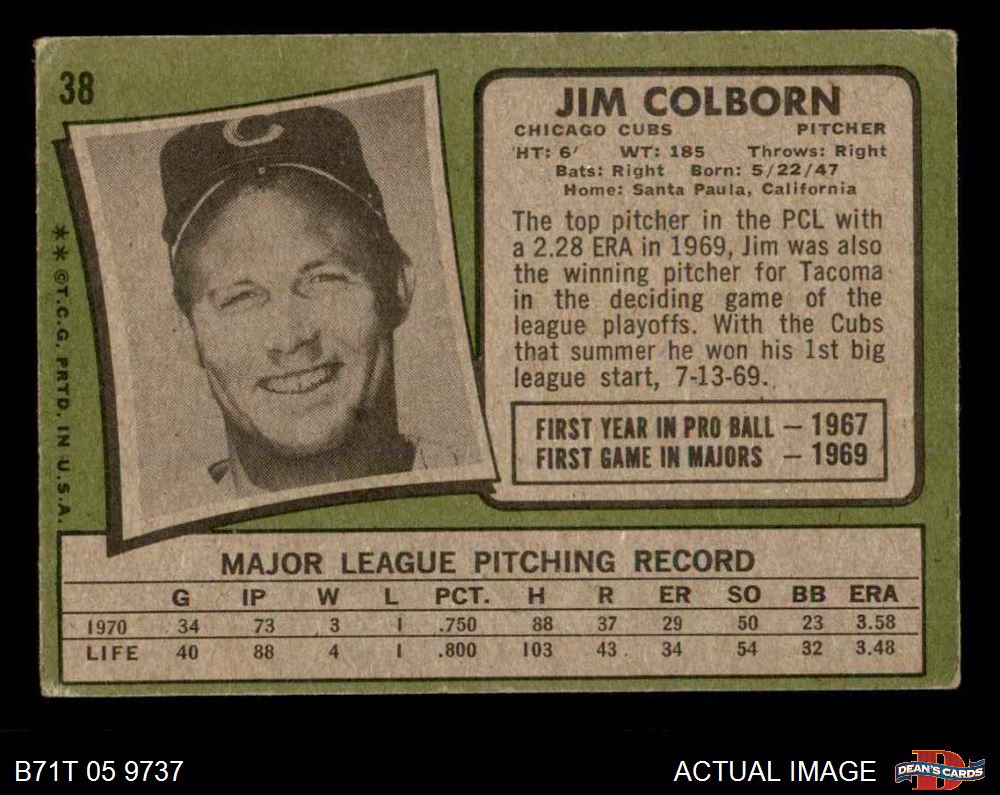 38
C
JIM COLBORN
CHICAGO CUBS PITCHER
HT: 6' WT: 185 Throws: Right
Bats: Right Born: 5/22/47
Home: Santa Paula, California
The top pitcher in the PCL with
a 2.28 ERA in 1969, Jim was also
the winning pitcher for Tacoma
in the deciding game of the
league playoffs. With the Cubs
that summer he won his 1st big
league start, 7-13-69.
FIRST YEAR IN PRO BALL — 1967
FIRST GAME IN MAJORS — 1969
** ©T.C.G. PRTD. IN U.S.A.
MAJOR LEAGUE PITCHING RECORD
G IP W L PCT. H R ER SO BB ERA
1970 34 73 3 1 .750 88 37 29 50 23 3.58
LIFE 40 88 4 1 .800 103 43 34 54 32 3.48
B71T 05 9737
ACTUAL IMAGE
D
DEAN'S CARDS